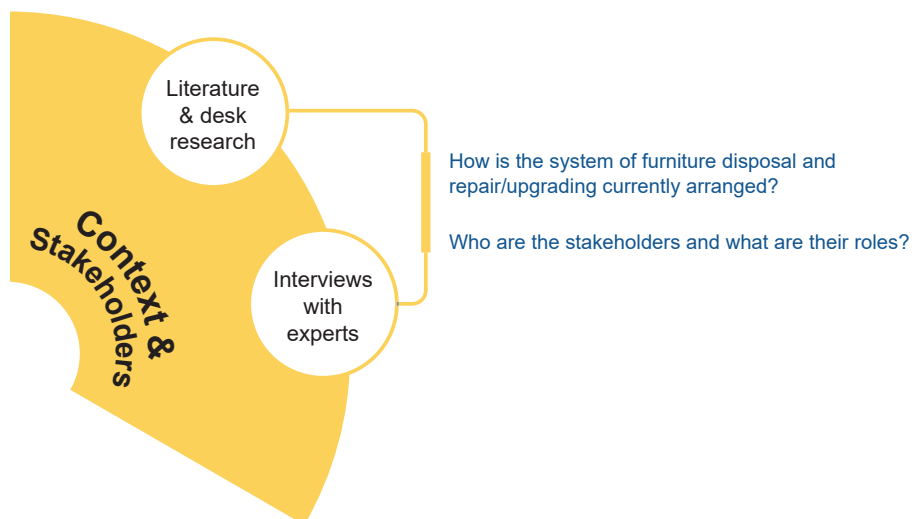 Literature
& desk
research
Context &
Stakeholders
Interviews
with
experts
How is the system of furniture disposal and
repair/upgrading currently arranged?
Who are the stakeholders and what are their roles?